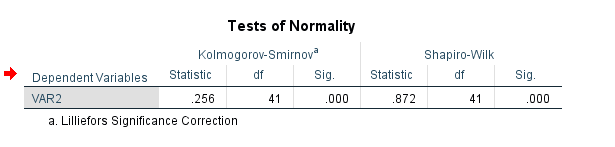 Tests of Normality
Kolmogorov-Smirnov^a Shapiro-Wilk
Dependent Variables Statistic df Sig. Statistic df Sig.
VAR2 .256 41 .000 .872 41 .000
a. Lilliefors Significance Correction